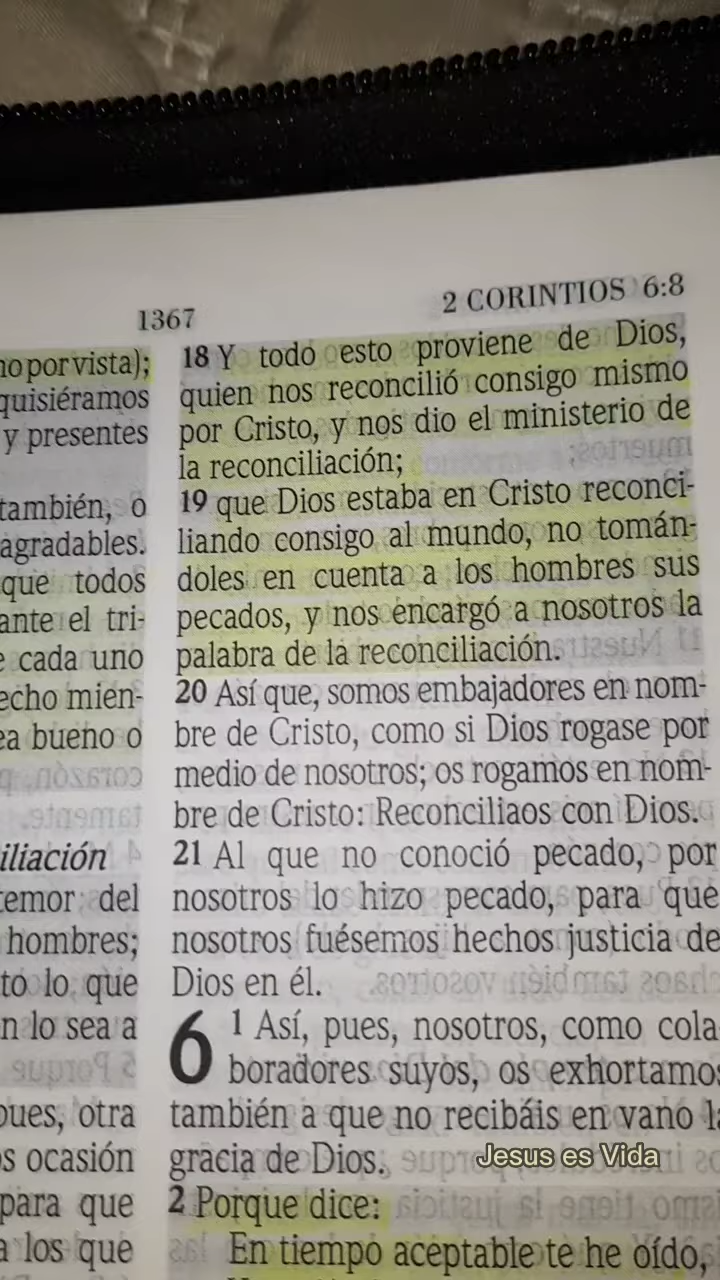 1367
2 CORINTIOS 6:8
no por vista);
quisiéramos
y presentes
también, o
agradables.
que todos
ante el tri-
e cada uno
echo mien-
ea bueno o
iliación
temor del
hombres;
to lo que
n lo sea a
pues, otra
s ocasión
para que
a los que
18 Y todo esto proviene de Dios,
quien nos reconcilió consigo mismo
por Cristo, y nos dio el ministerio de
la reconciliación;
19 que Dios estaba en Cristo reconci-
liando consigo al mundo, no tomán-
doles en cuenta a los hombres sus
pecados, y nos encargó a nosotros la
palabra de la reconciliación.
20 Así que, somos embajadores en nom-
bre de Cristo, como si Dios rogase por
medio de nosotros; os rogamos en nom-
bre de Cristo: Reconciliaos con Dios.
21 Al que no conoció pecado, por
nosotros lo hizo pecado, para que
nosotros fuésemos hechos justicia de
Dios en él.
6 1 Así, pues, nosotros, como cola
boradores suyos, os exhortamos
también a que no recibáis en vano la
gracia de Dios.
Jesus es Vida
2 Porque dice:
En tiempo aceptable te he oído,